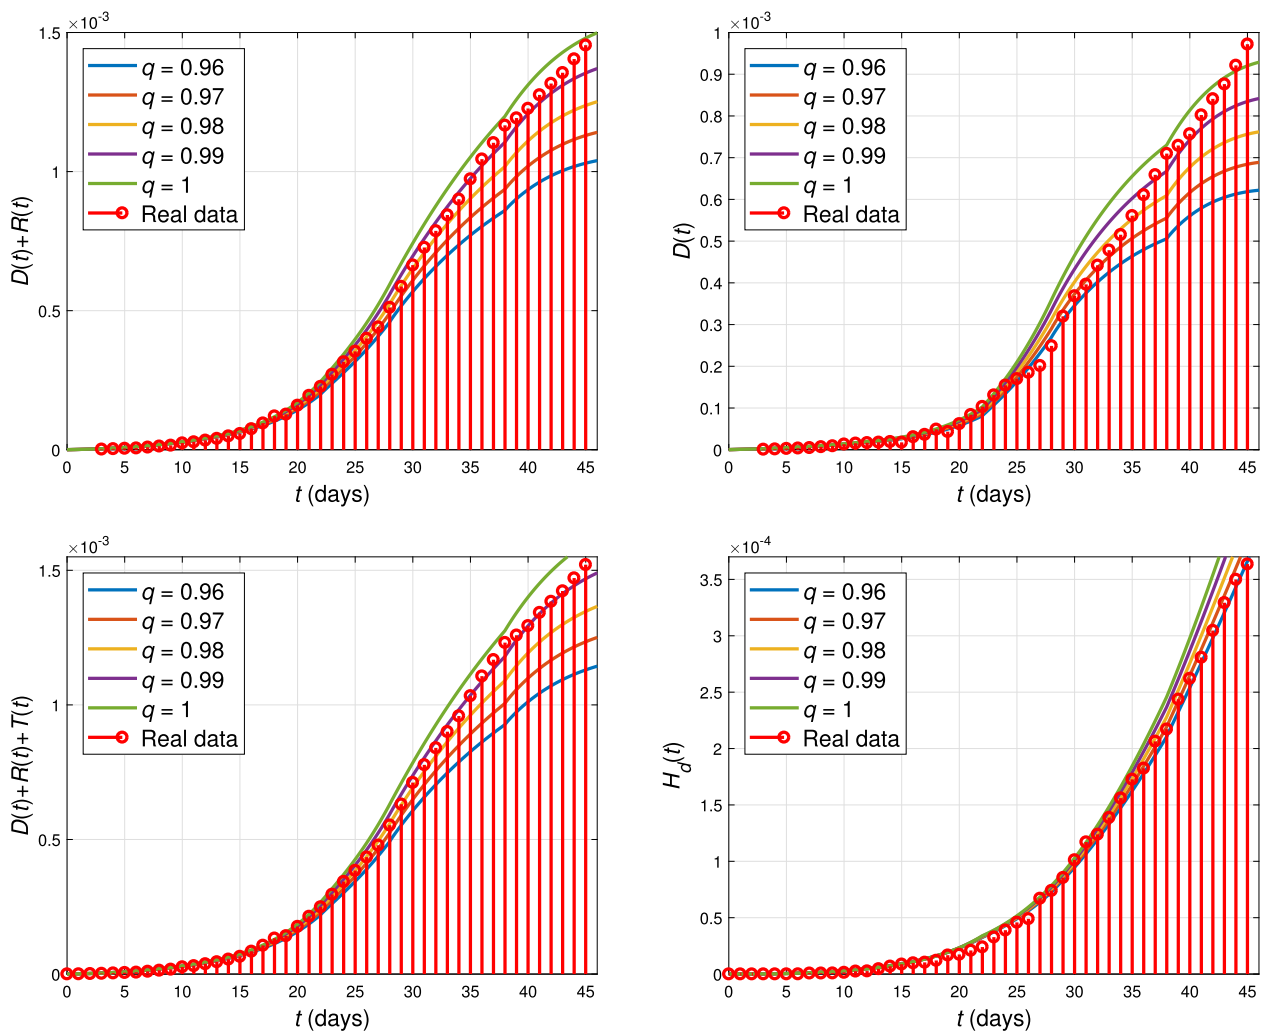 ×10⁻³
1.5
1
0.5
0
q = 0.96
q = 0.97
q = 0.98
q = 0.99
q = 1
Real data
D(t)+R(t)
0 5 10 15 20 25 30 35 40 45
t (days)
×10⁻³
1
0.9
0.8
0.7
0.6
0.5
0.4
0.3
0.2
0.1
0
q = 0.96
q = 0.97
q = 0.98
q = 0.99
q = 1
Real data
D(t)
0 5 10 15 20 25 30 35 40 45
t (days)
×10⁻³
1.5
1
0.5
0
q = 0.96
q = 0.97
q = 0.98
q = 0.99
q = 1
Real data
D(t)+R(t)+T(t)
0 5 10 15 20 25 30 35 40 45
t (days)
×10⁻⁴
3.5
3
2.5
2
1.5
1
0.5
0
q = 0.96
q = 0.97
q = 0.98
q = 0.99
q = 1
Real data
H_d(t)
0 5 10 15 20 25 30 35 40 45
t (days)